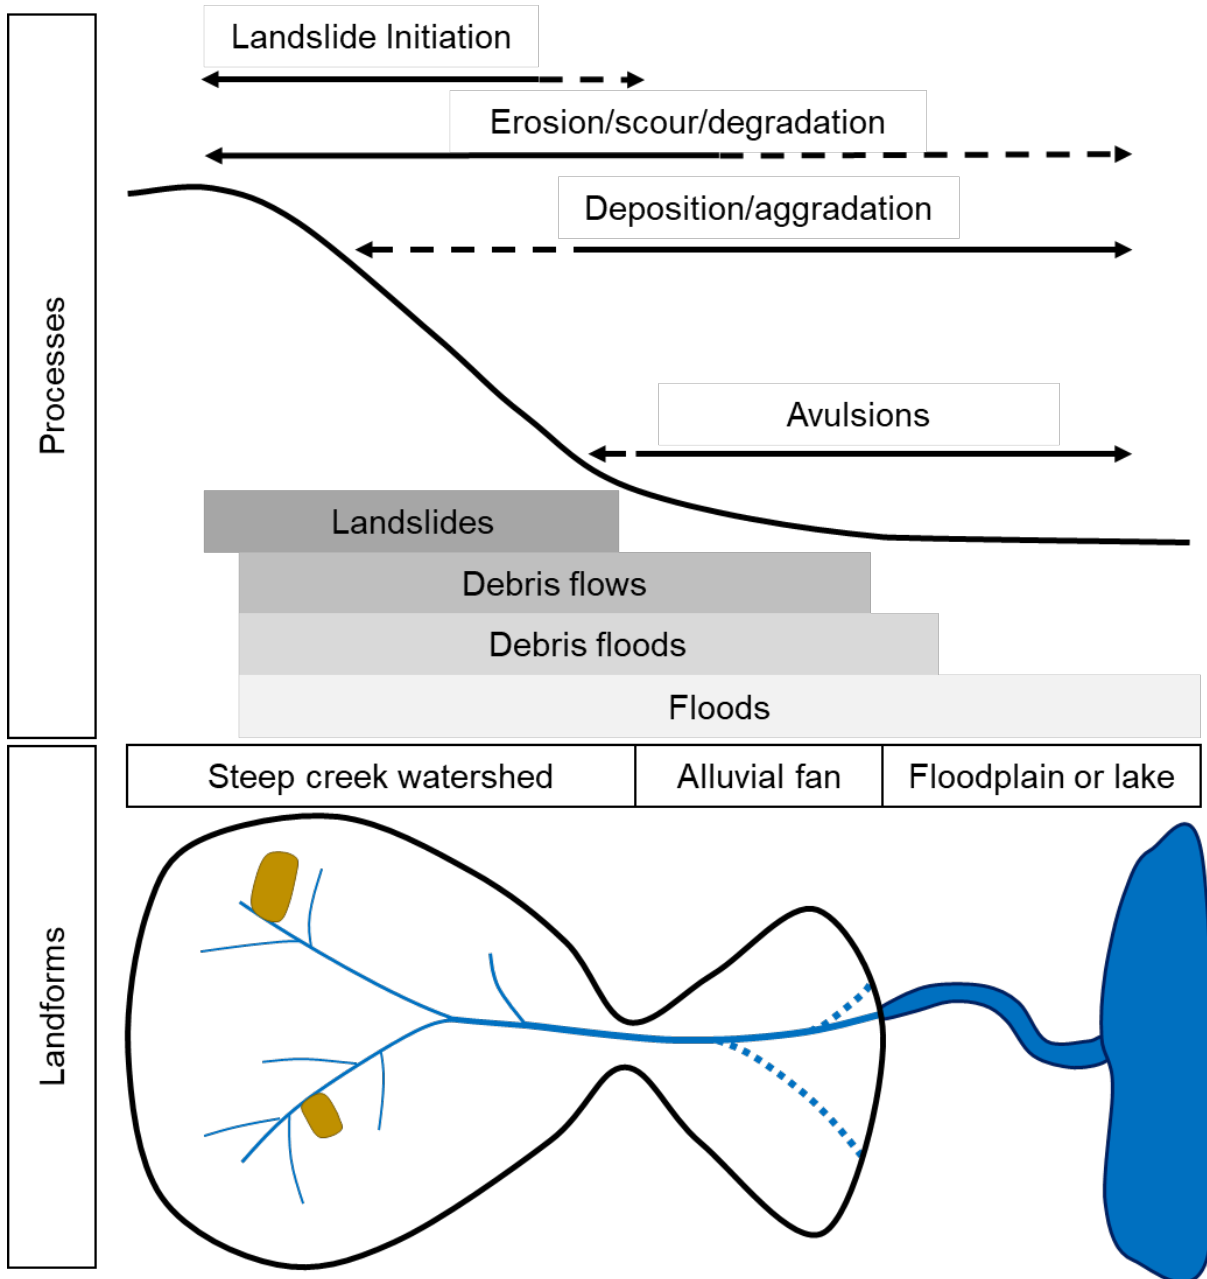 Landslide Initiation
Erosion/scour/degradation
Deposition/aggradation
Processes
Avulsions
Landslides
Debris flows
Debris floods
Floods
Steep creek watershed
Alluvial fan
Floodplain or lake
Landforms